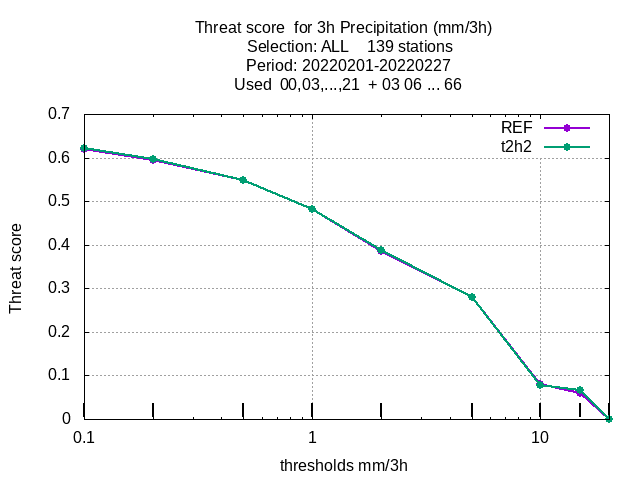 Threat score  for 3h Precipitation (mm/3h)
Selection: ALL    139 stations
Period: 20220201-20220227
Used  00,03,...,21  + 03 06 ... 66
REF
t2h2
Threat score
0.7
0.6
0.5
0.4
0.3
0.2
0.1
0
0.1
1
10
thresholds mm/3h